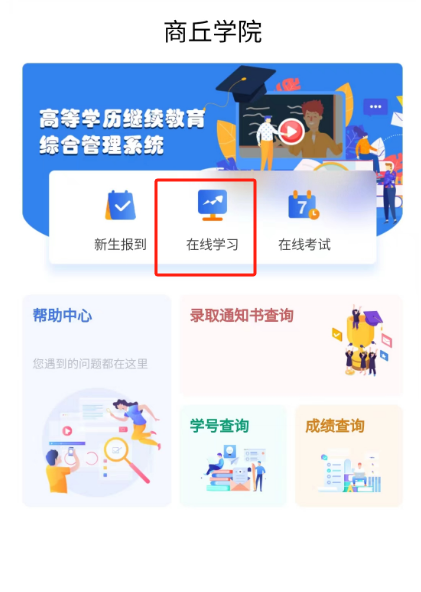 商丘学院
高等学历继续教育
综合管理系统
新生报到
在线学习
7
在线考试
帮助中心
您遇到的问题都在这里
录取通知书查询
学号查询
成绩查询